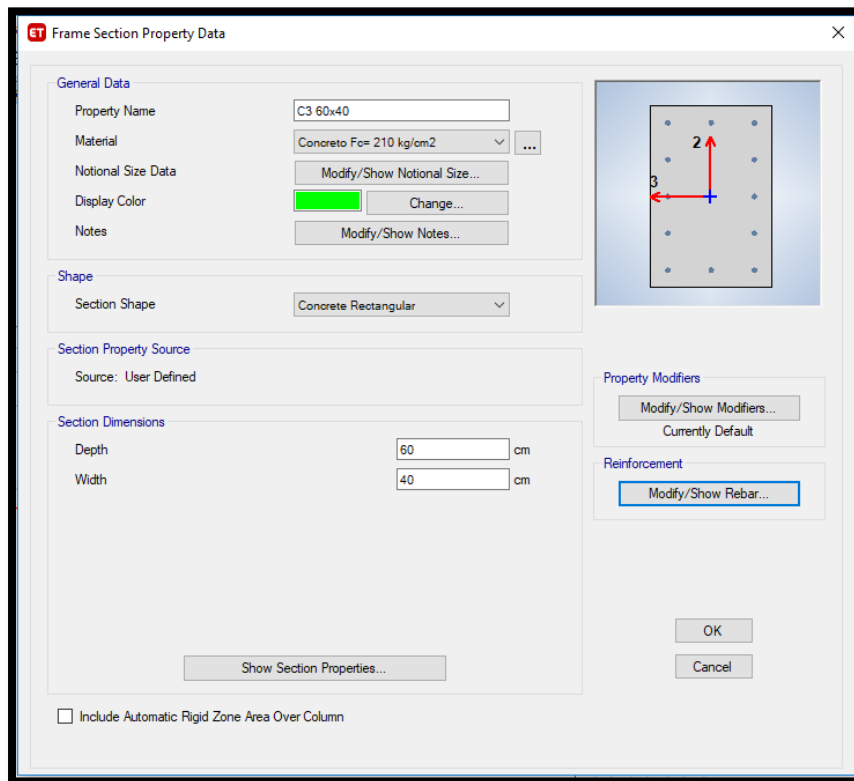 ET Frame Section Property Data
General Data
Property Name C3 60x40
Material Concreto Fc= 210 kg/cm2 ...
Notional Size Data Modify/Show Notional Size...
Display Color Change...
Notes Modify/Show Notes...
2
3
Shape
Section Shape Concrete Rectangular
Section Property Source
Source: User Defined
Property Modifiers
Modify/Show Modifiers...
Currently Default
Section Dimensions
Depth 60 cm
Width 40 cm
Reinforcement
Modify/Show Rebar...
Show Section Properties...
OK
Cancel
Include Automatic Rigid Zone Area Over Column